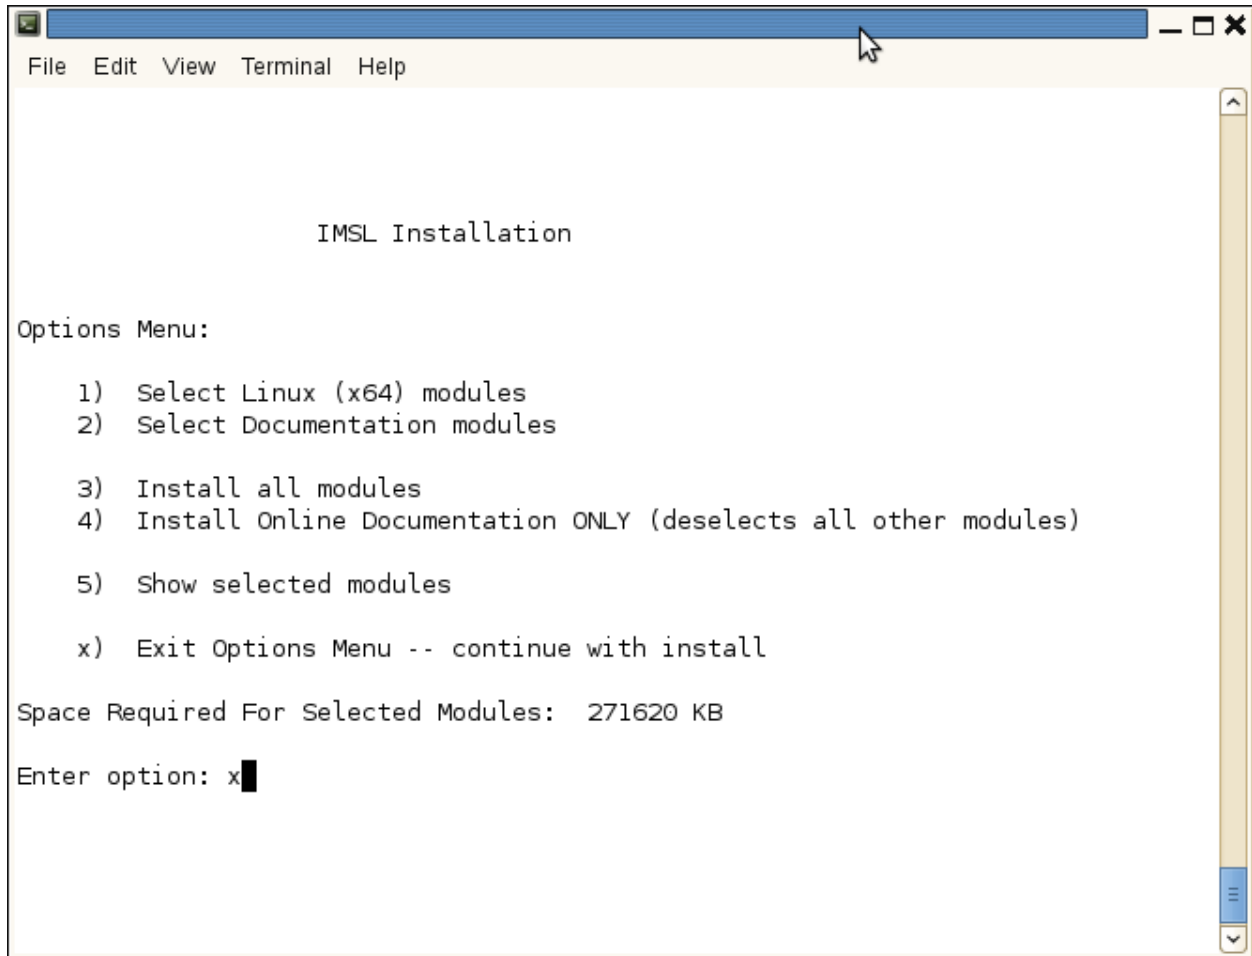 File Edit View Terminal Help
IMSL Installation
Options Menu:
1) Select Linux (x64) modules
2) Select Documentation modules
3) Install all modules
4) Install Online Documentation ONLY (deselects all other modules)
5) Show selected modules
x) Exit Options Menu -- continue with install
Space Required For Selected Modules: 271620 KB
Enter option: x